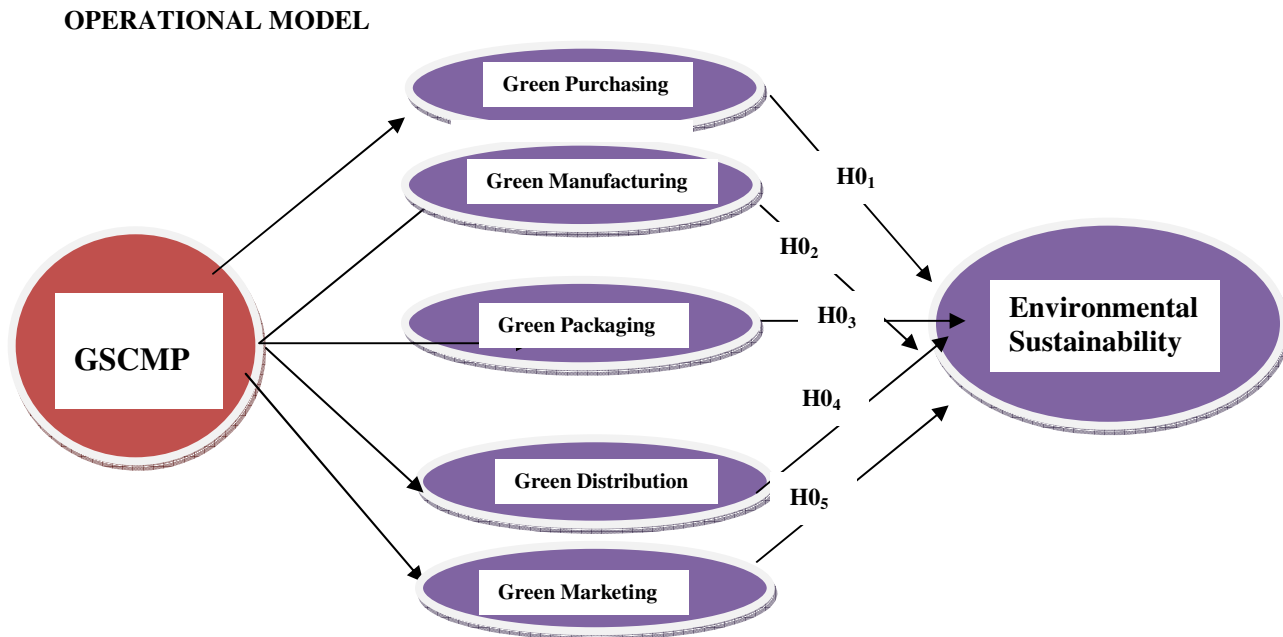 OPERATIONAL MODEL
Green Purchasing
Green Manufacturing
H0₁
H0₂
GSCMP
Green Packaging
H0₃
Environmental
Sustainability
H0₄
Green Distribution
H0₅
Green Marketing